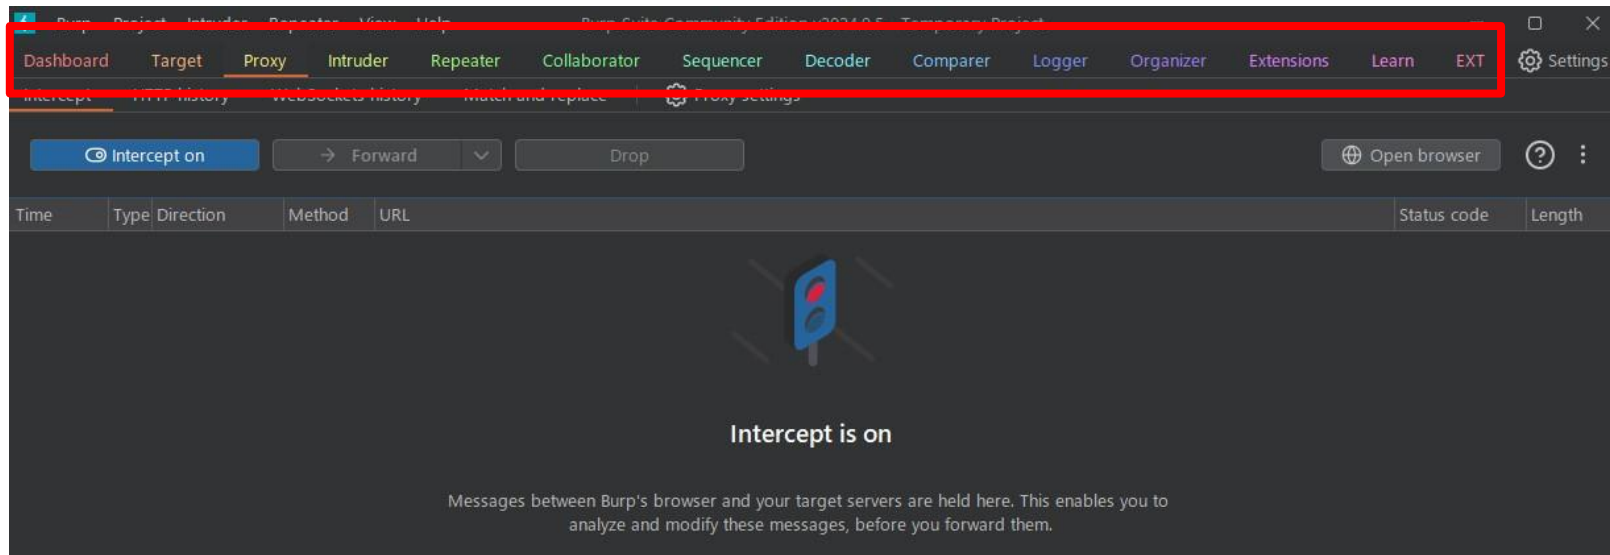 Dashboard Target Proxy Intruder Repeater Collaborator Sequencer Decoder Comparer Logger Organizer Extensions Learn EXT Settings
Intercept on Forward Drop Open browser
Time Type Direction Method URL Status code Length
Intercept is on
Messages between Burp's browser and your target servers are held here. This enables you to
analyze and modify these messages, before you forward them.